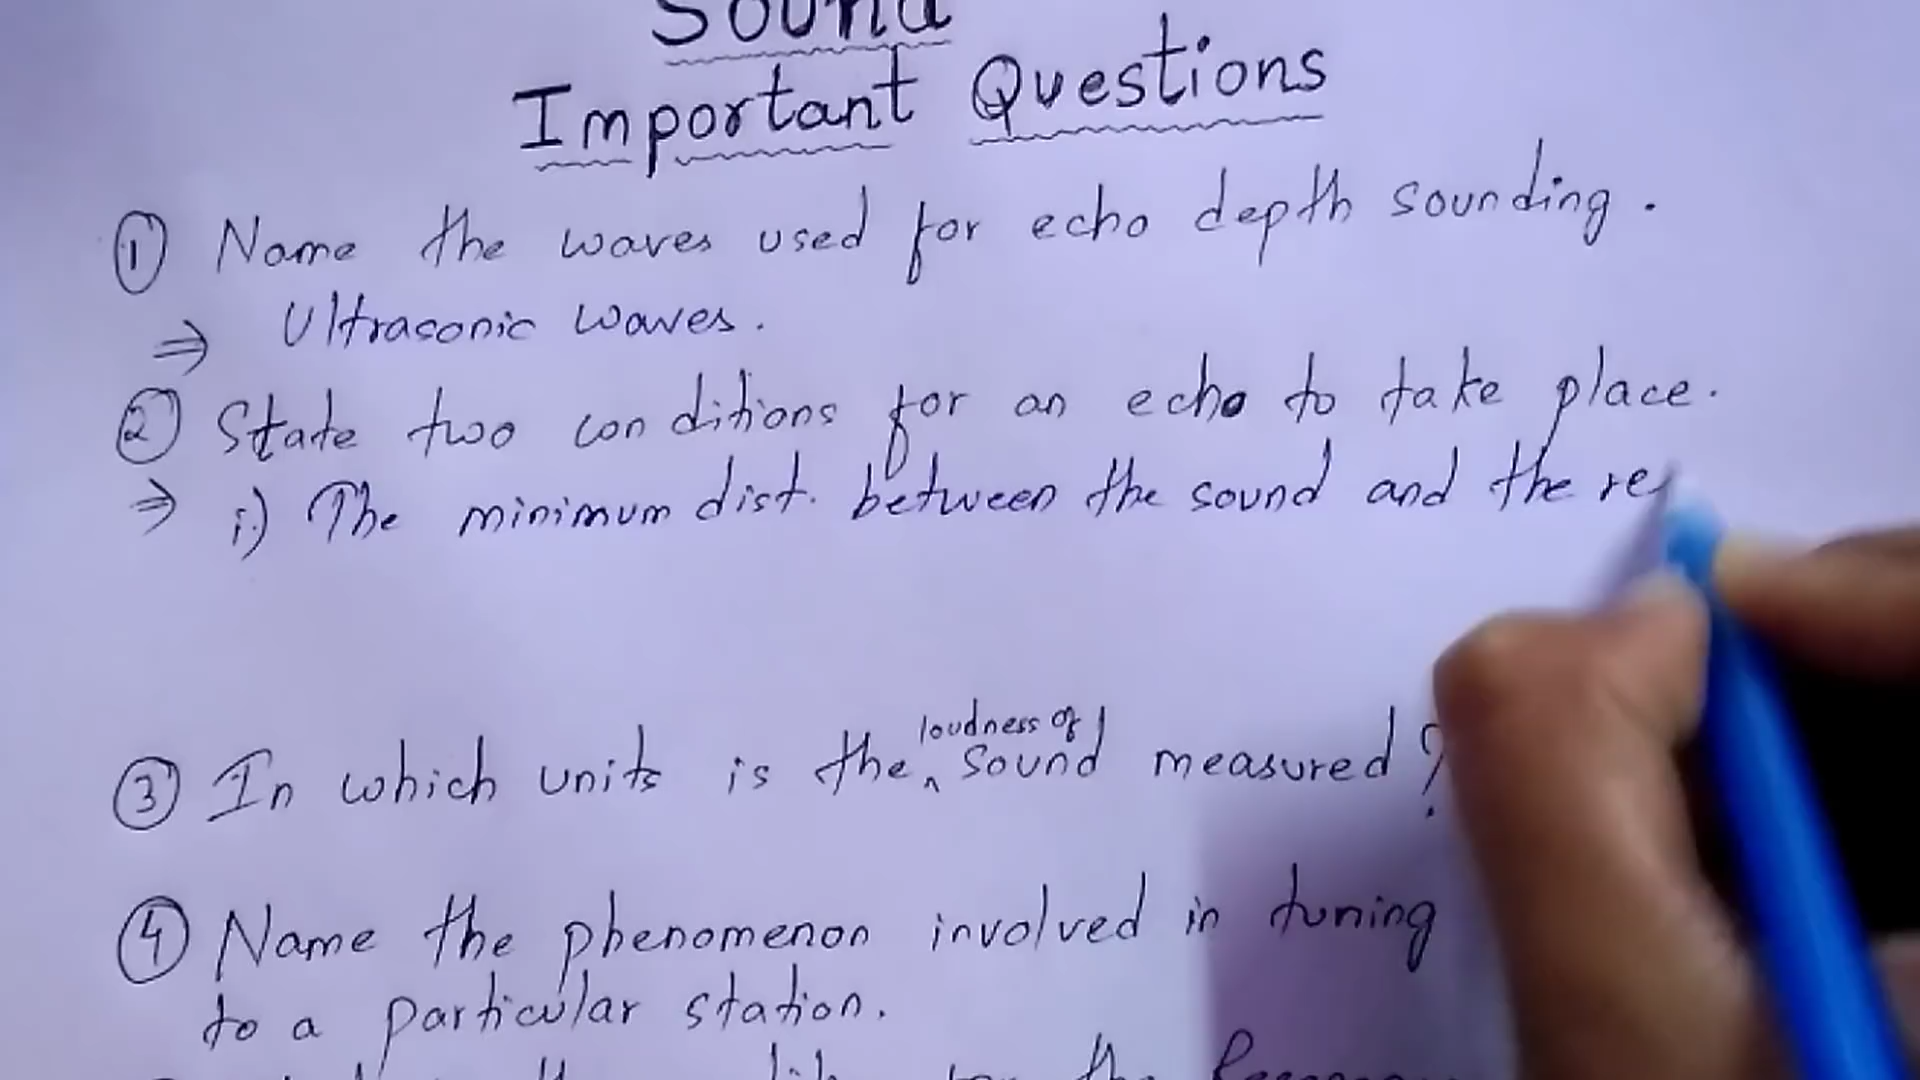 Sound
Important Questions
① Name the waves used for echo depth sounding.
⇒ Ultrasonic waves.
② State two conditions for an echo to take place.
⇒ i) The minimum dist. between the sound and the
③ In which units is the ‸ loudness of sound measured?
④ Name the phenomenon involved in tuning
to a particular station.
the